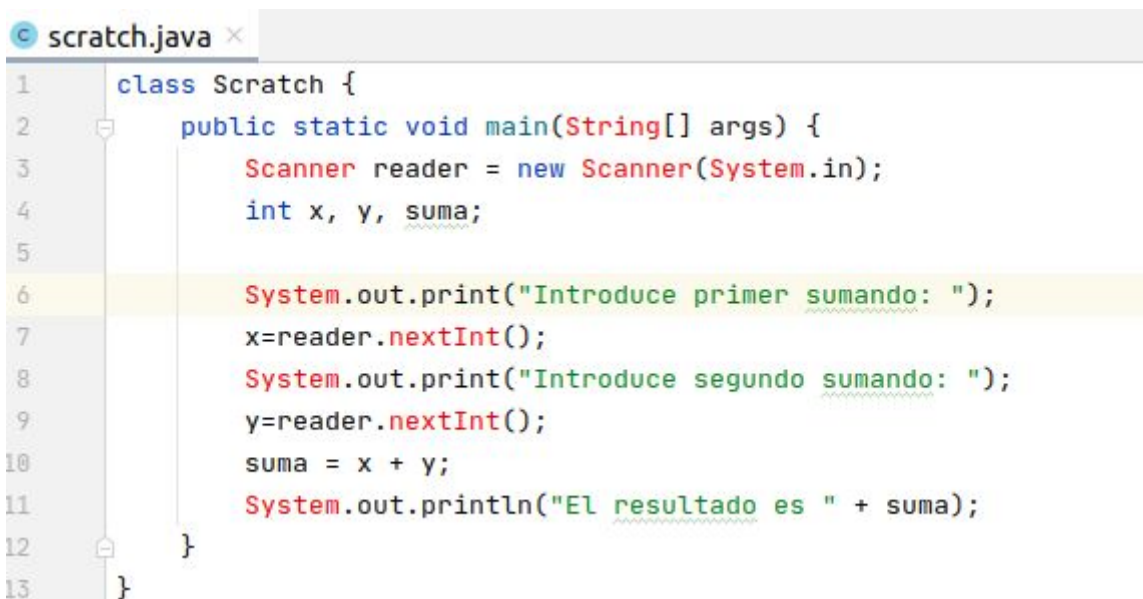 scratch.java
1 class Scratch {
2 public static void main(String[] args) {
3 Scanner reader = new Scanner(System.in);
4 int x, y, suma;
5
6 System.out.print("Introduce primer sumando: ");
7 x=reader.nextInt();
8 System.out.print("Introduce segundo sumando: ");
9 y=reader.nextInt();
10 suma = x + y;
11 System.out.println("El resultado es " + suma);
12 }
13 }